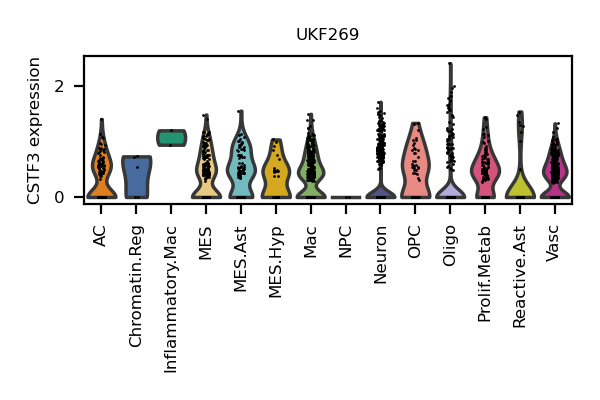 UKF269
CSTF3 expression
2
0
AC
Chromatin.Reg
Inflammatory.Mac
MES
MES.Ast
MES.Hyp
Mac
NPC
Neuron
OPC
Oligo
Prolif.Metab
Reactive.Ast
Vasc